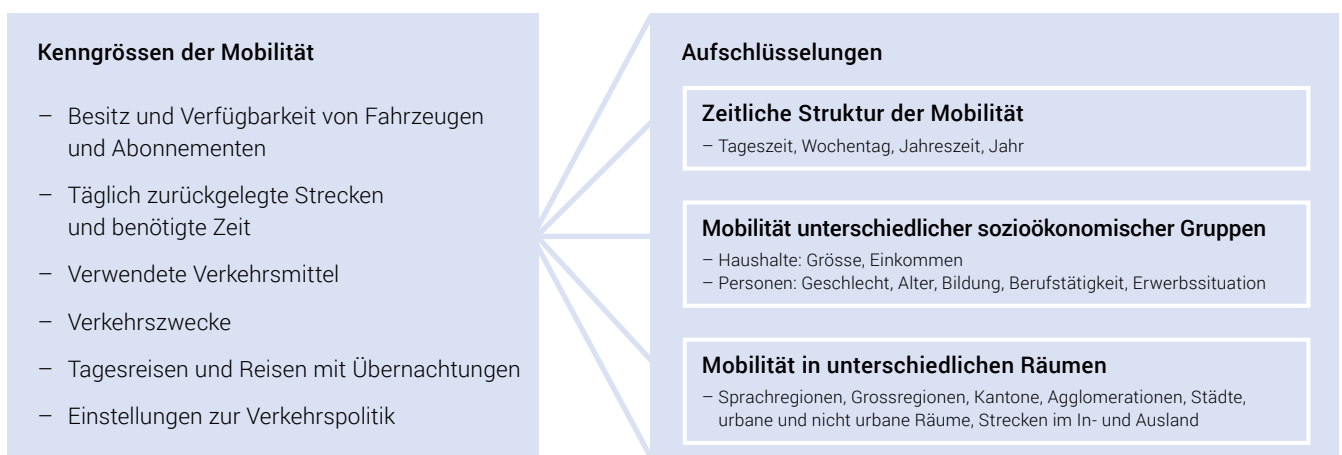 Kenngrössen der Mobilität
– Besitz und Verfügbarkeit von Fahrzeugen
und Abonnementen
– Täglich zurückgelegte Strecken
und benötigte Zeit
– Verwendete Verkehrsmittel
– Verkehrszwecke
– Tagesreisen und Reisen mit Übernachtungen
– Einstellungen zur Verkehrspolitik
Aufschlüsselungen
Zeitliche Struktur der Mobilität
– Tageszeit, Wochentag, Jahreszeit, Jahr
Mobilität unterschiedlicher sozioökonomischer Gruppen
– Haushalte: Grösse, Einkommen
– Personen: Geschlecht, Alter, Bildung, Berufstätigkeit, Erwerbssituation
Mobilität in unterschiedlichen Räumen
– Sprachregionen, Grossregionen, Kantone, Agglomerationen, Städte,
urbane und nicht urbane Räume, Strecken im In- und Ausland